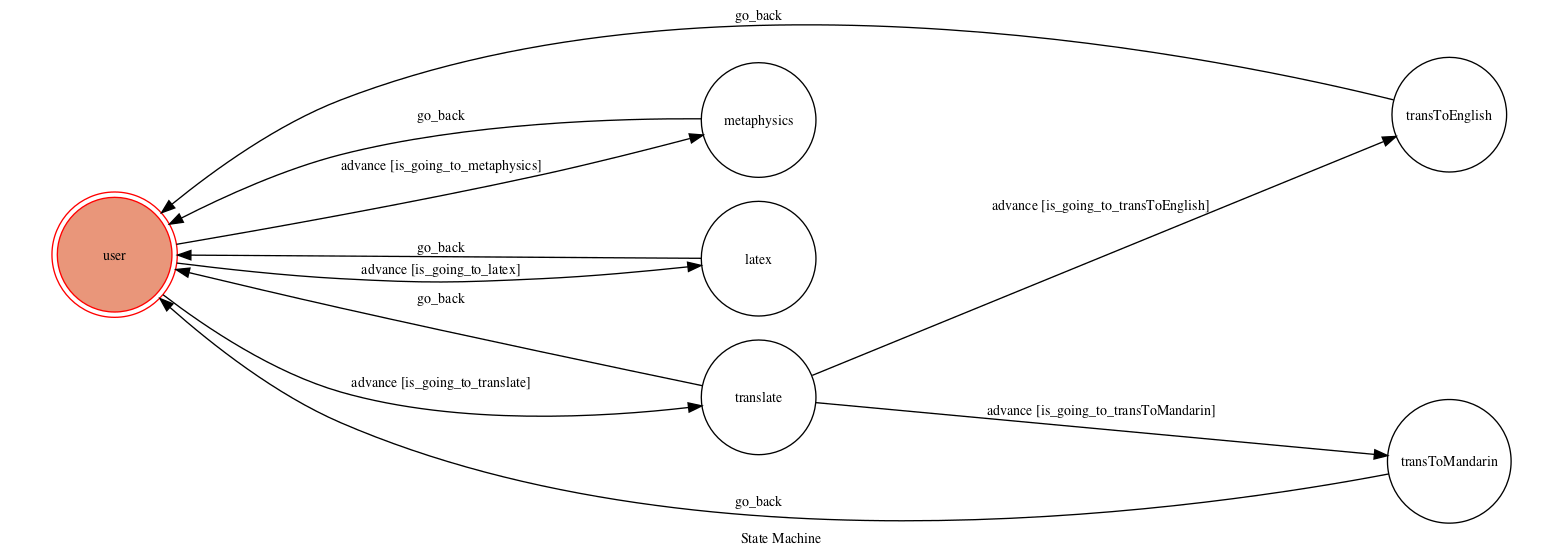 go_back
go_back
metaphysics
transToEnglish
advance [is_going_to_metaphysics]
advance [is_going_to_transToEnglish]
user
go_back
latex
advance [is_going_to_latex]
go_back
advance [is_going_to_translate]
translate
advance [is_going_to_transToMandarin]
transToMandarin
go_back
State Machine